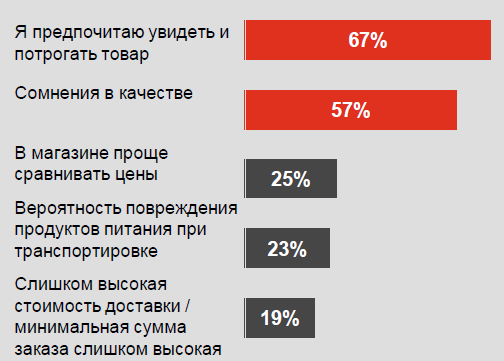 Я предпочитаю увидеть и
потрогать товар
67%
Сомнения в качестве
57%
В магазине проще
сравнивать цены
25%
Вероятность повреждения
продуктов питания при
транспортировке
23%
Слишком высокая
стоимость доставки /
минимальная сумма
заказа слишком высокая
19%